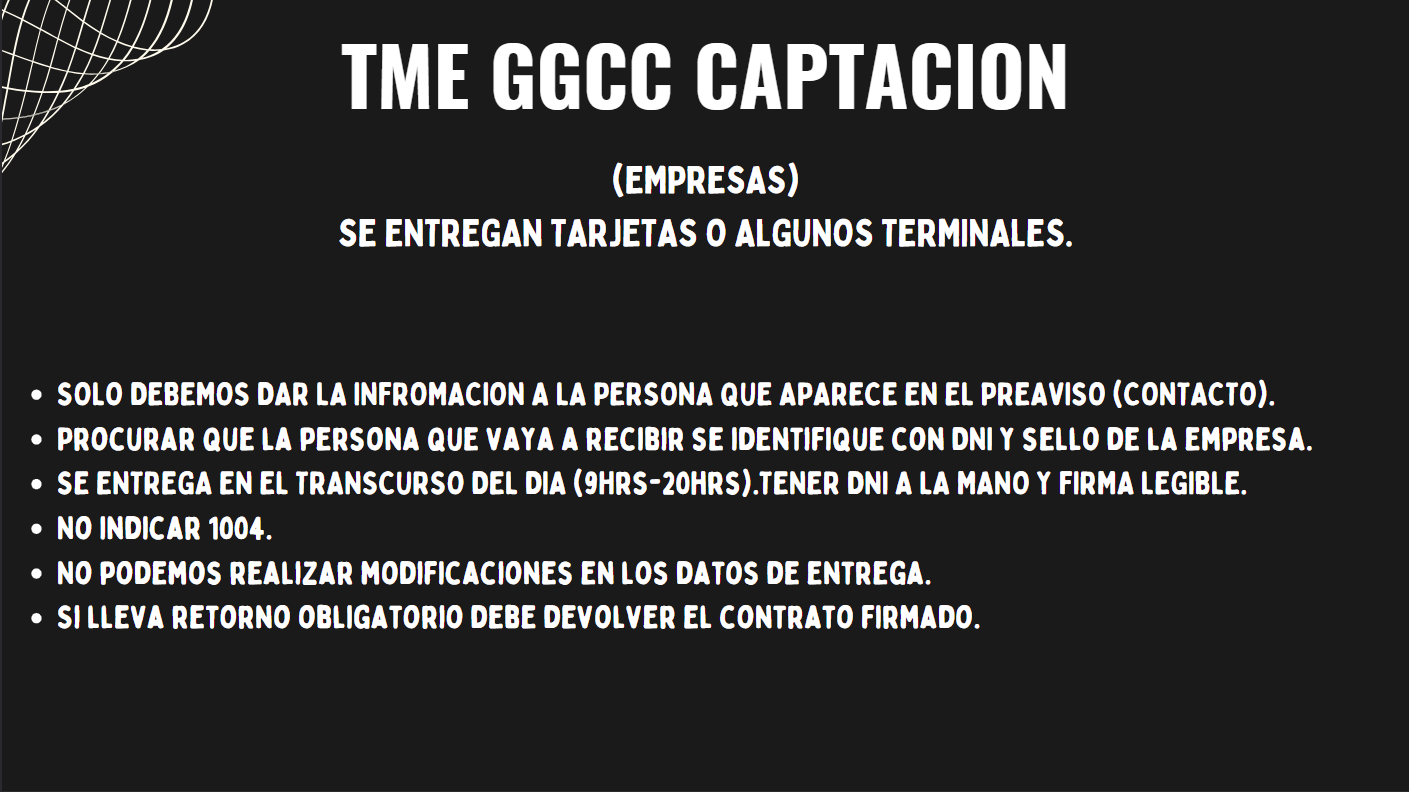 TME GGCC CAPTACION
(EMPRESAS)
SE ENTREGAN TARJETAS O ALGUNOS TERMINALES.
• SOLO DEBEMOS DAR LA INFROMACION A LA PERSONA QUE APARECE EN EL PREAVISO (CONTACTO).
• PROCURAR QUE LA PERSONA QUE VAYA A RECIBIR SE IDENTIFIQUE CON DNI Y SELLO DE LA EMPRESA.
• SE ENTREGA EN EL TRANSCURSO DEL DIA (9HRS-20HRS).TENER DNI A LA MANO Y FIRMA LEGIBLE.
• NO INDICAR 1004.
• NO PODEMOS REALIZAR MODIFICACIONES EN LOS DATOS DE ENTREGA.
• SI LLEVA RETORNO OBLIGATORIO DEBE DEVOLVER EL CONTRATO FIRMADO.